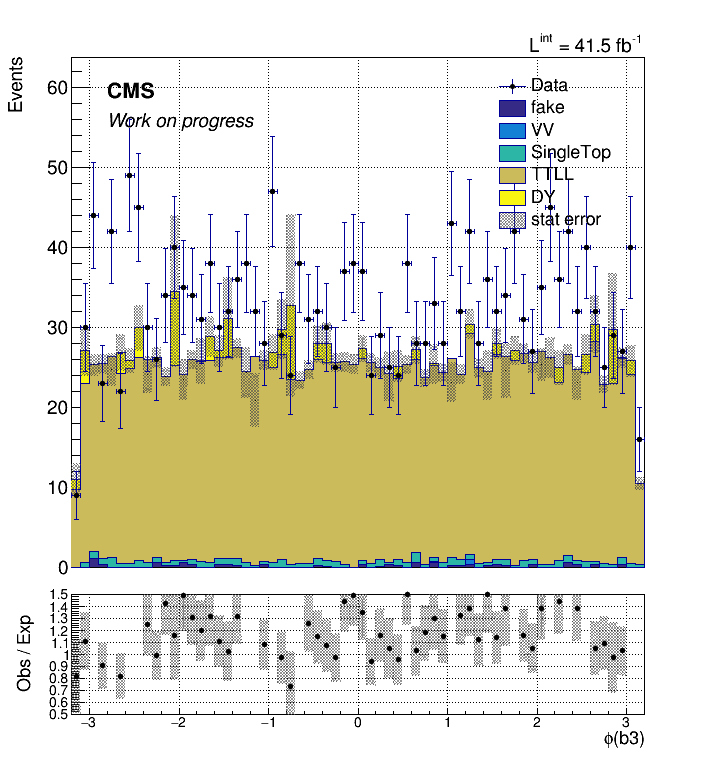 L^int = 41.5 fb^-1
Events
60
50
40
30
20
10
0
CMS
Work on progress
Data
fake
VV
SingleTop
TTLL
DY
stat error
Obs / Exp
1.5
1.4
1.3
1.2
1.1
1
0.9
0.8
0.7
0.6
0.5
−3 −2 −1 0 1 2 3
ϕ(b3)